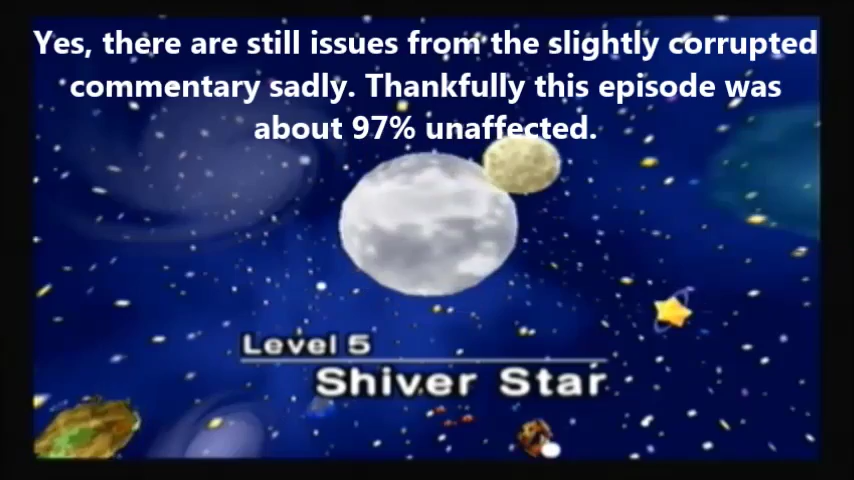 Yes, there are still issues from the slightly corrupted
commentary sadly. Thankfully this episode was
about 97% unaffected.
Level 5
Shiver Star